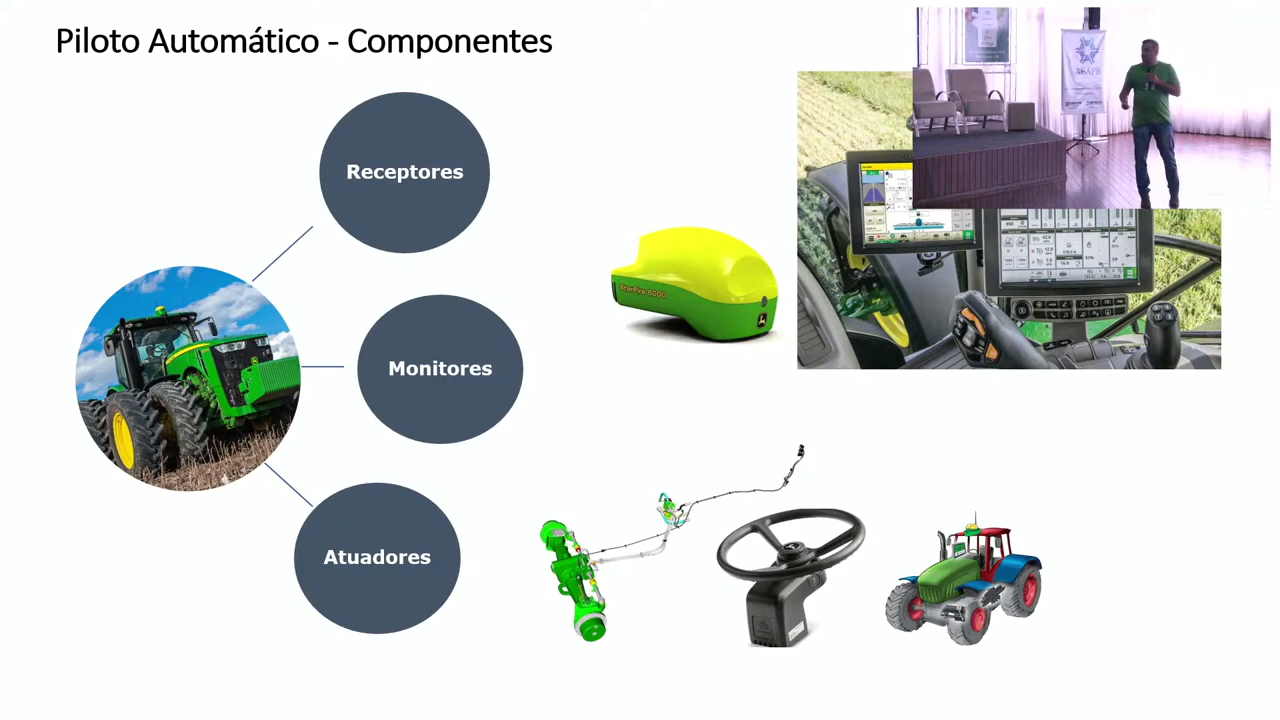 Piloto Automático - Componentes
Receptores
Monitores
Atuadores
StarFire 6000